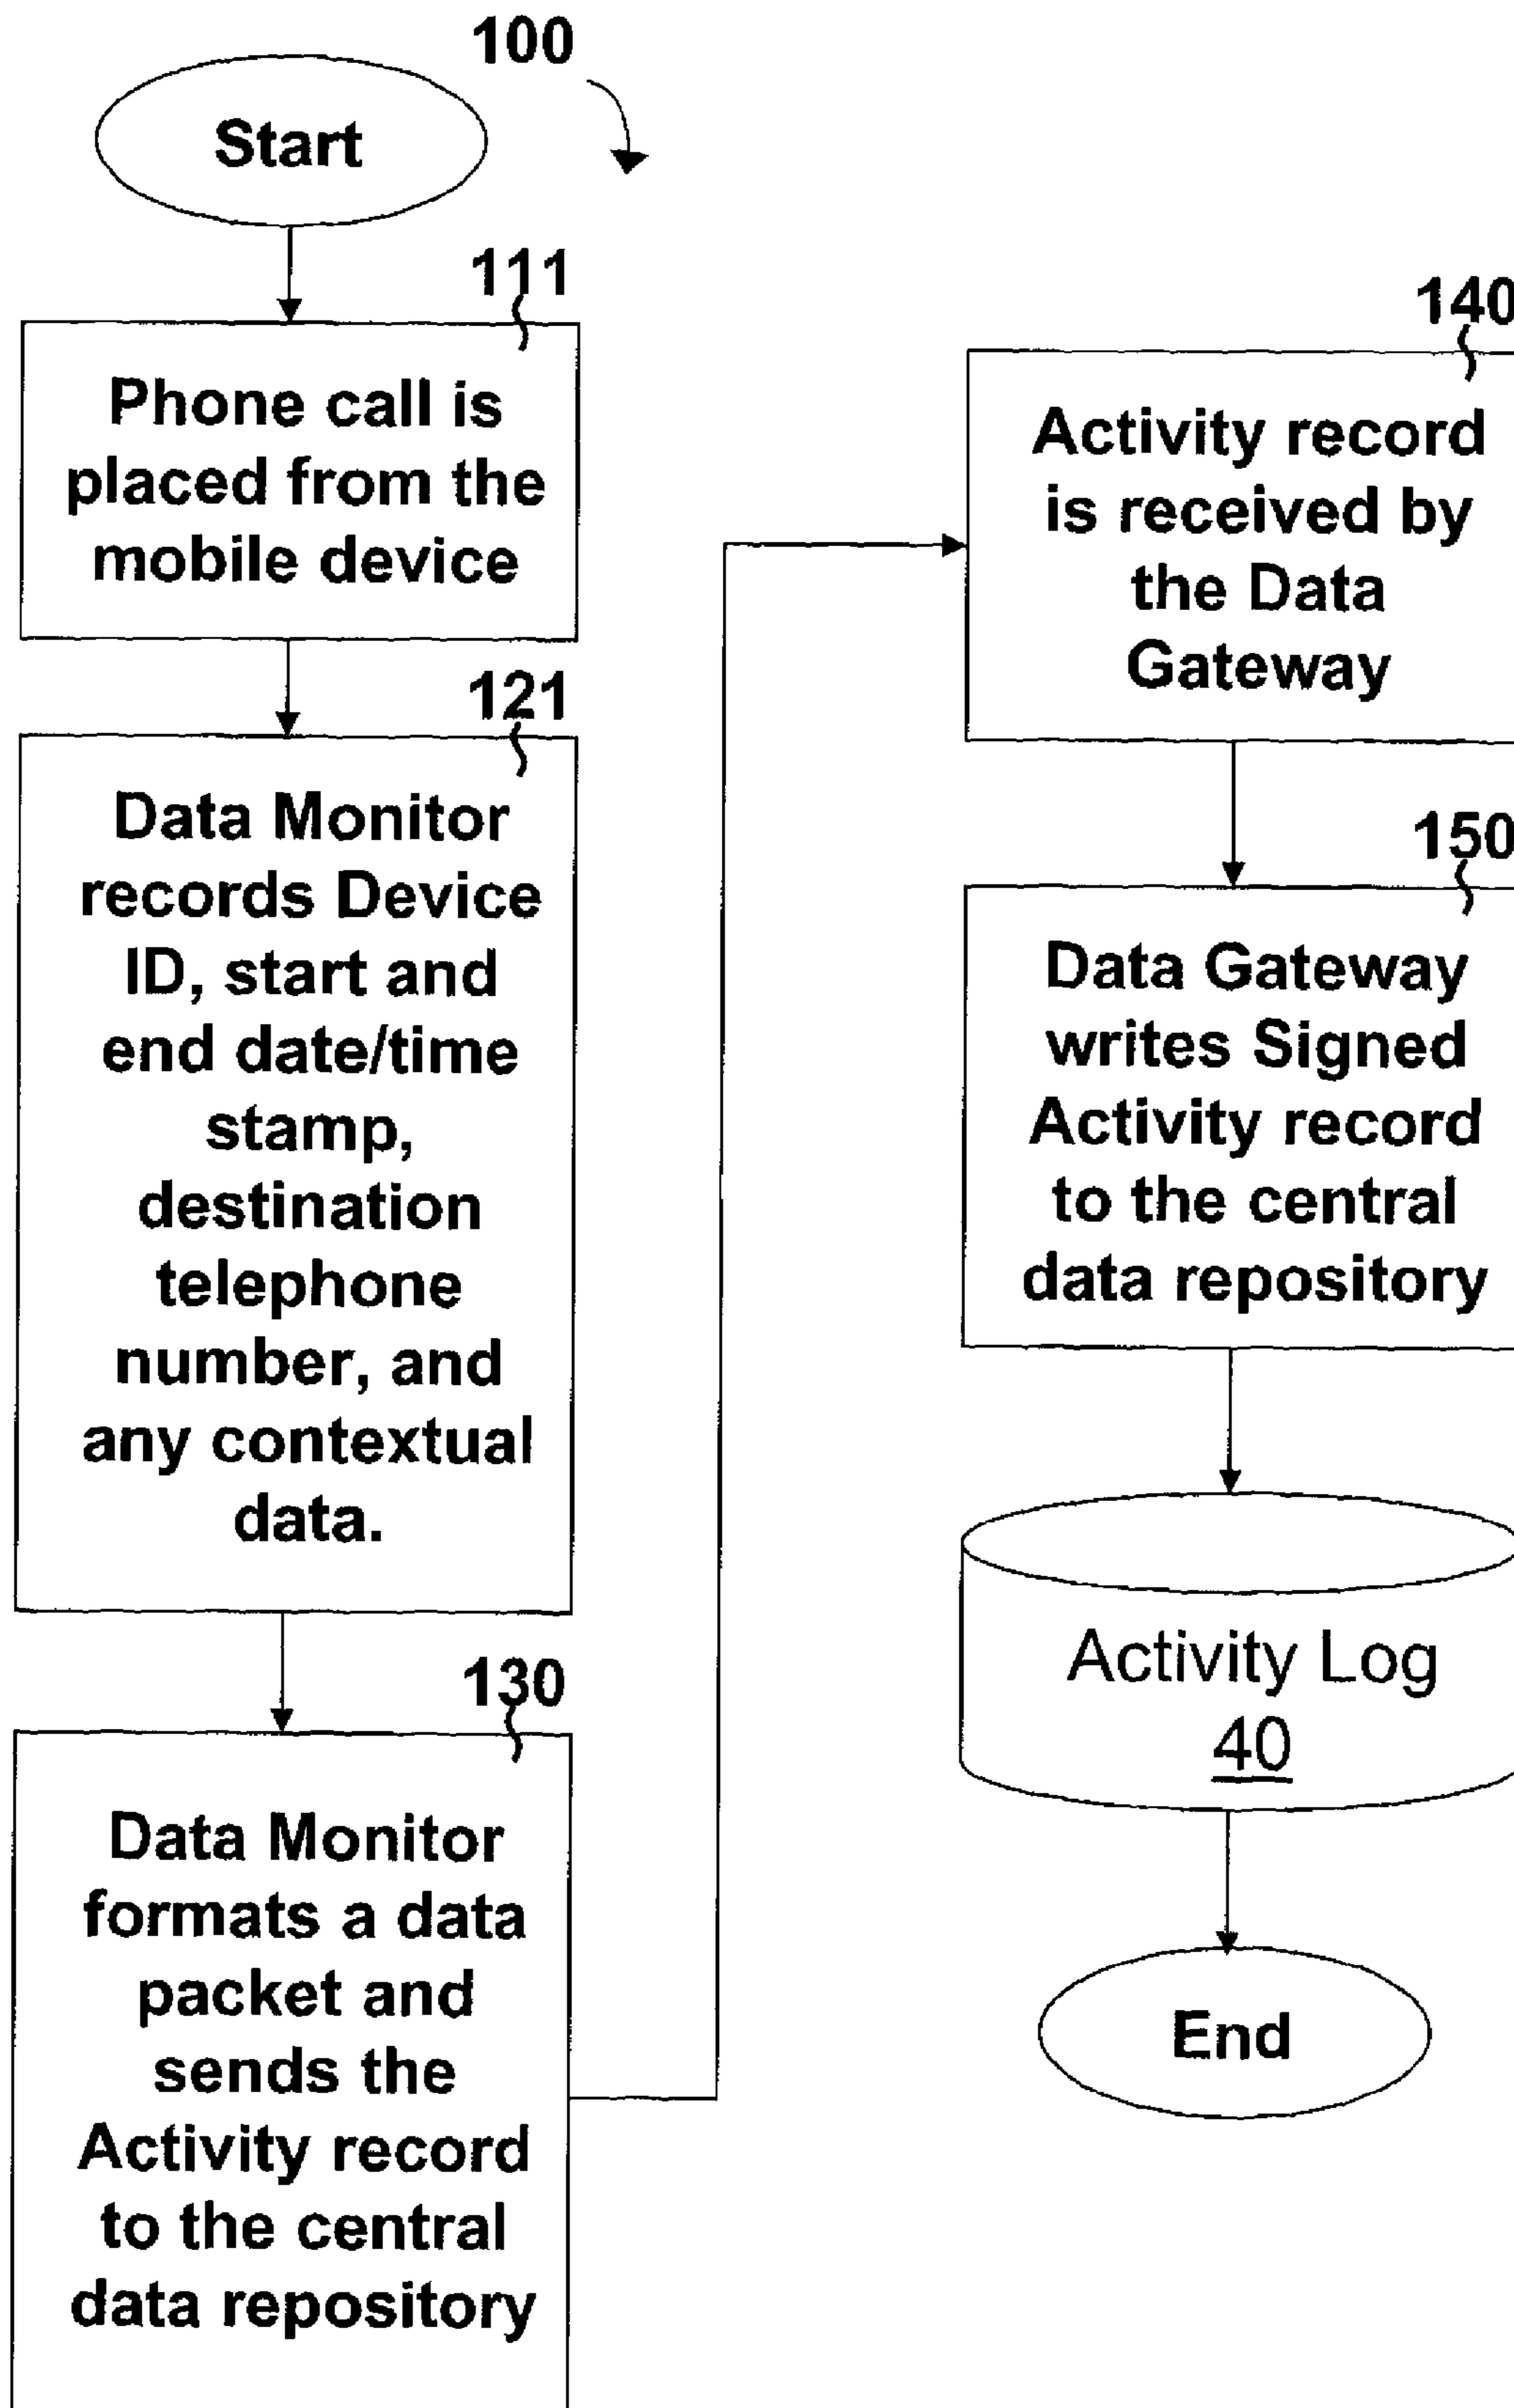 100
Start
111
Phone call is
placed from the
mobile device
121
Data Monitor
records Device
ID, start and
end date/time
stamp,
destination
telephone
number, and
any contextual
data.
130
Data Monitor
formats a data
packet and
sends the
Activity record
to the central
data repository
140
Activity record
is received by
the Data
Gateway
150
Data Gateway
writes Signed
Activity record
to the central
data repository
Activity Log
40
End